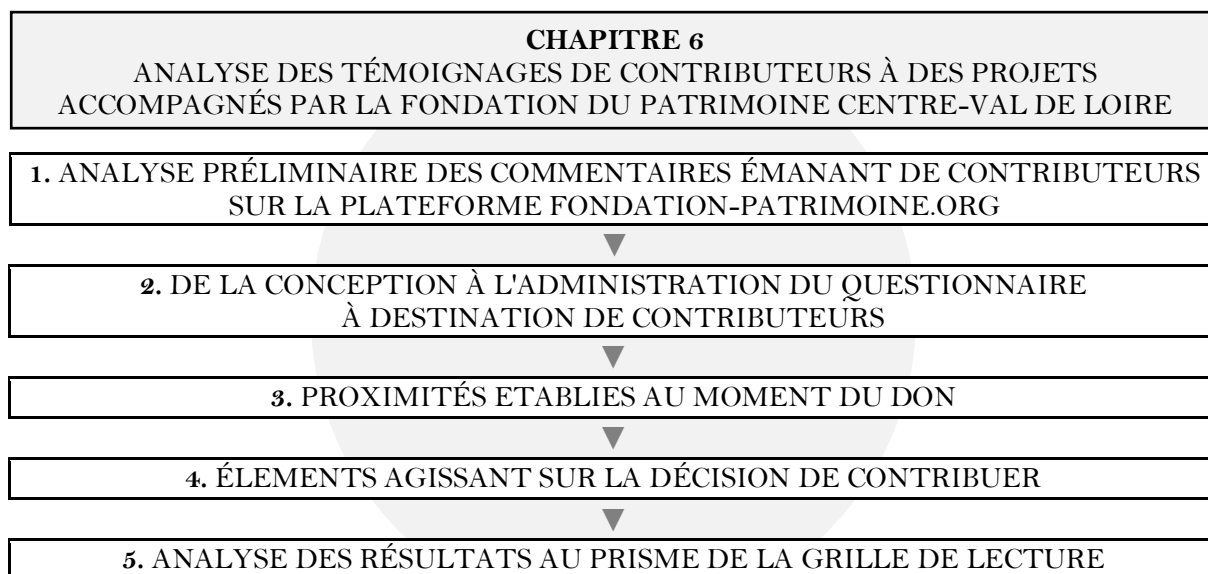 CHAPITRE 6
ANALYSE DES TÉMOIGNAGES DE CONTRIBUTEURS À DES PROJETS
ACCOMPAGNÉS PAR LA FONDATION DU PATRIMOINE CENTRE-VAL DE LOIRE
1. ANALYSE PRÉLIMINAIRE DES COMMENTAIRES ÉMANANT DE CONTRIBUTEURS
SUR LA PLATEFORME FONDATION-PATRIMOINE.ORG
2. DE LA CONCEPTION À L'ADMINISTRATION DU QUESTIONNAIRE
À DESTINATION DE CONTRIBUTEURS
3. PROXIMITÉS ETABLIES AU MOMENT DU DON
4. ÉLEMENTS AGISSANT SUR LA DÉCISION DE CONTRIBUER
5. ANALYSE DES RÉSULTATS AU PRISME DE LA GRILLE DE LECTURE